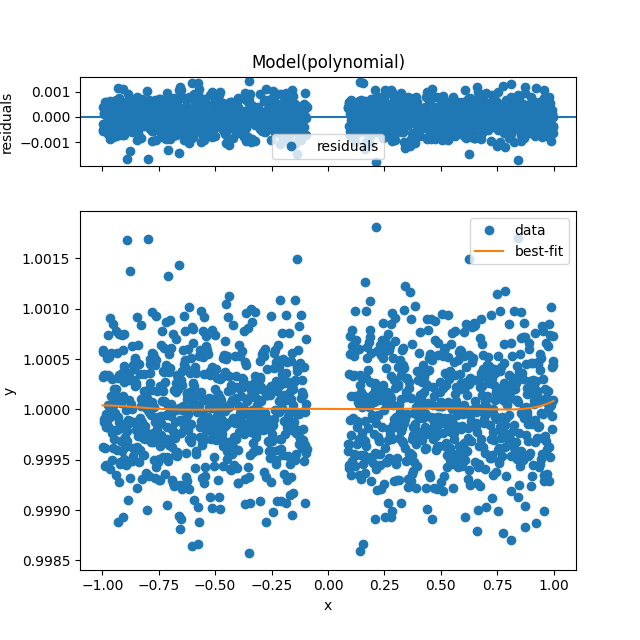 Model(polynomial)
residuals
0.001
0.000
−0.001
residuals
y
1.0015
1.0010
1.0005
1.0000
0.9995
0.9990
0.9985
data
best-fit
−1.00 −0.75 −0.50 −0.25 0.00 0.25 0.50 0.75 1.00
x